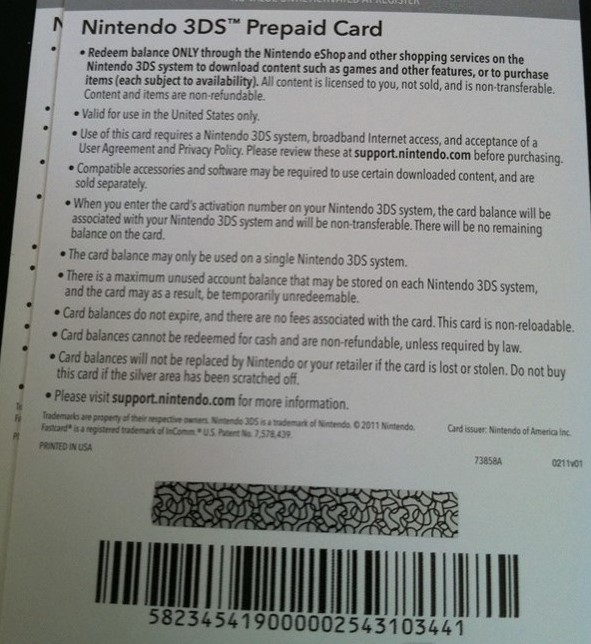 Nintendo 3DS™ Prepaid Card
• Redeem balance ONLY through the Nintendo eShop and other shopping services on the
Nintendo 3DS system to download content such as games and other features, or to purchase
items (each subject to availability). All content is licensed to you, not sold, and is non-transferable.
Content and items are non-refundable.
• Valid for use in the United States only.
• Use of this card requires a Nintendo 3DS system, broadband Internet access, and acceptance of a
User Agreement and Privacy Policy. Please review these at support.nintendo.com before purchasing.
• Compatible accessories and software may be required to use certain downloaded content, and are
sold separately.
• When you enter the card's activation number on your Nintendo 3DS system, the card balance will be
associated with your Nintendo 3DS system and will be non-transferable. There will be no remaining
balance on the card.
• The card balance may only be used on a single Nintendo 3DS system.
• There is a maximum unused account balance that may be stored on each Nintendo 3DS system,
and the card may as a result, be temporarily unredeemable.
• Card balances do not expire, and there are no fees associated with the card. This card is non-reloadable.
• Card balances cannot be redeemed for cash and are non-refundable, unless required by law.
• Card balances will not be replaced by Nintendo or your retailer if the card is lost or stolen. Do not buy
this card if the silver area has been scratched off.
• Please visit support.nintendo.com for more information.
Trademarks are property of their respective owners. Nintendo 3DS is a trademark of Nintendo. © 2011 Nintendo.
Fastcard® is a registered trademark of InComm.® U.S. Patent No. 7,578,439
Card issuer: Nintendo of America Inc.
PRINTED IN USA
73858A
0211v01
5823454190000002543103441